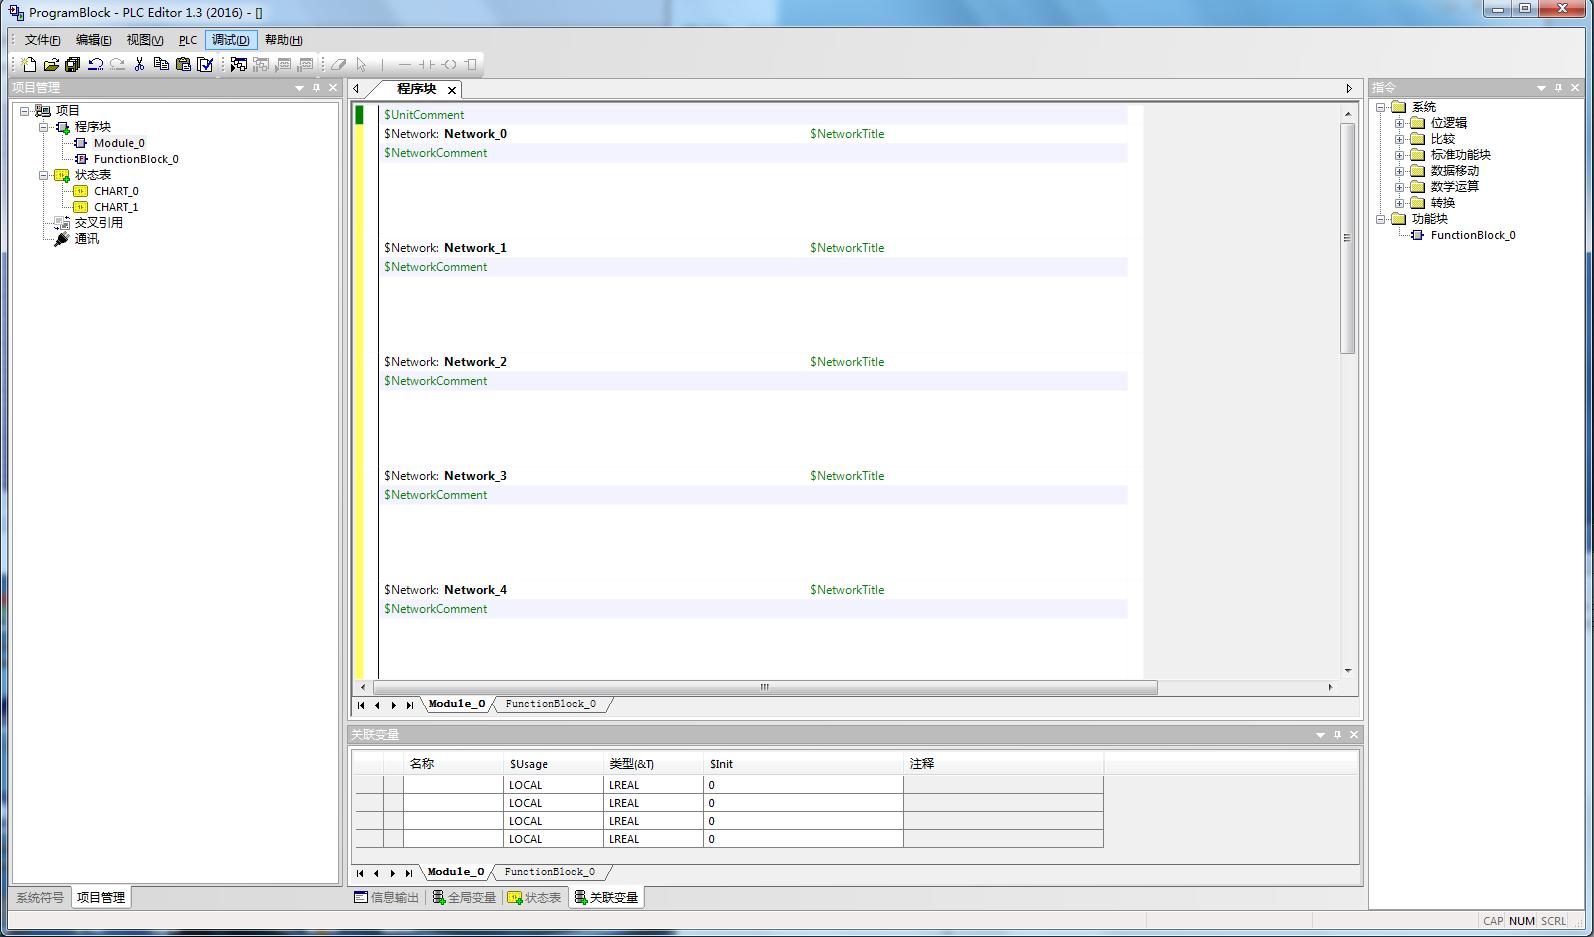 ProgramBlock - PLC Editor 1.3 (2016) - []
文件(F) 编辑(E) 视图(V) PLC 调试(D) 帮助(H)
项目管理
项目
程序块
Module_0
FunctionBlock_0
状态表
CHART_0
CHART_1
交叉引用
通讯
系统符号 项目管理
程序块
$UnitComment
$Network: Network_0 $NetworkTitle
$NetworkComment
$Network: Network_1 $NetworkTitle
$NetworkComment
$Network: Network_2 $NetworkTitle
$NetworkComment
$Network: Network_3 $NetworkTitle
$NetworkComment
$Network: Network_4 $NetworkTitle
$NetworkComment
Module_0 FunctionBlock_0
关联变量
名称 $Usage 类型(&T) $Init 注释
LOCAL LREAL 0
LOCAL LREAL 0
LOCAL LREAL 0
LOCAL LREAL 0
Module_0 FunctionBlock_0
信息输出 全局变量 状态表 关联变量
指令
系统
位逻辑
比较
标准功能块
数据移动
数学运算
转换
功能块
FunctionBlock_0
CAP NUM SCRL